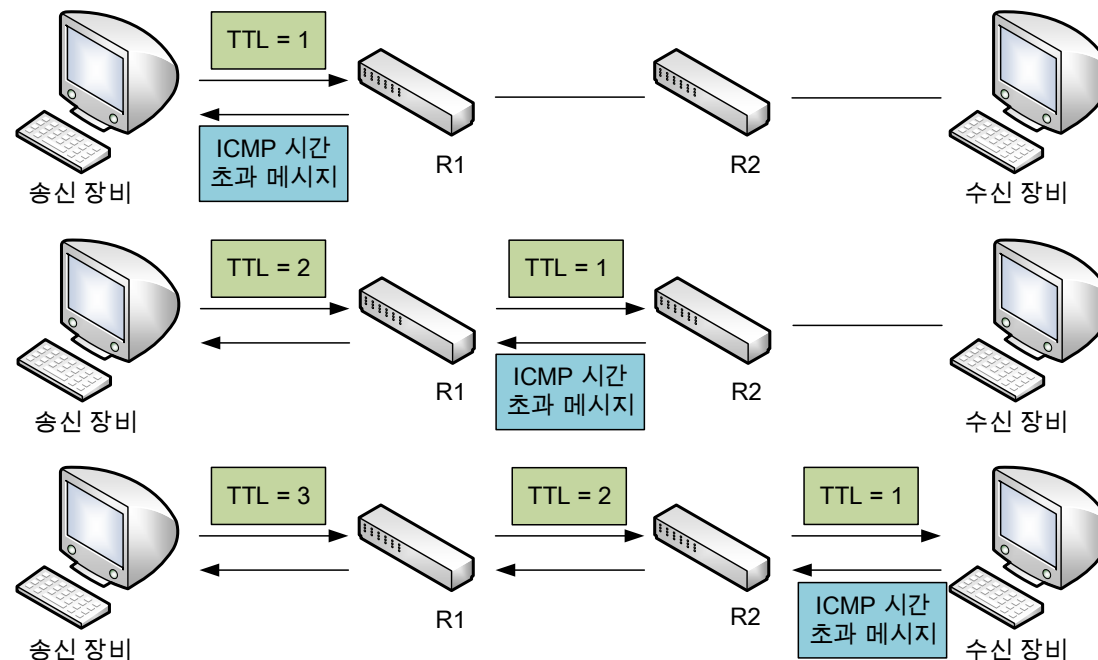 TTL = 1
ICMP 시간
초과 메시지
송신 장비
R1
R2
수신 장비
TTL = 2
TTL = 1
ICMP 시간
초과 메시지
송신 장비
R1
R2
수신 장비
TTL = 3
TTL = 2
TTL = 1
ICMP 시간
초과 메시지
송신 장비
R1
R2
수신 장비